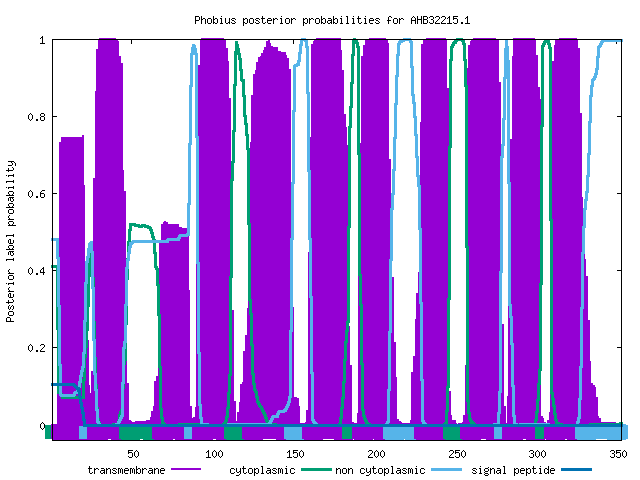 Phobius posterior probabilities for AHB32215.1
Posterior label probability
1
0.8
0.6
0.4
0.2
0
50 100 150 200 250 300 350
transmembrane cytoplasmic non cytoplasmic signal peptide